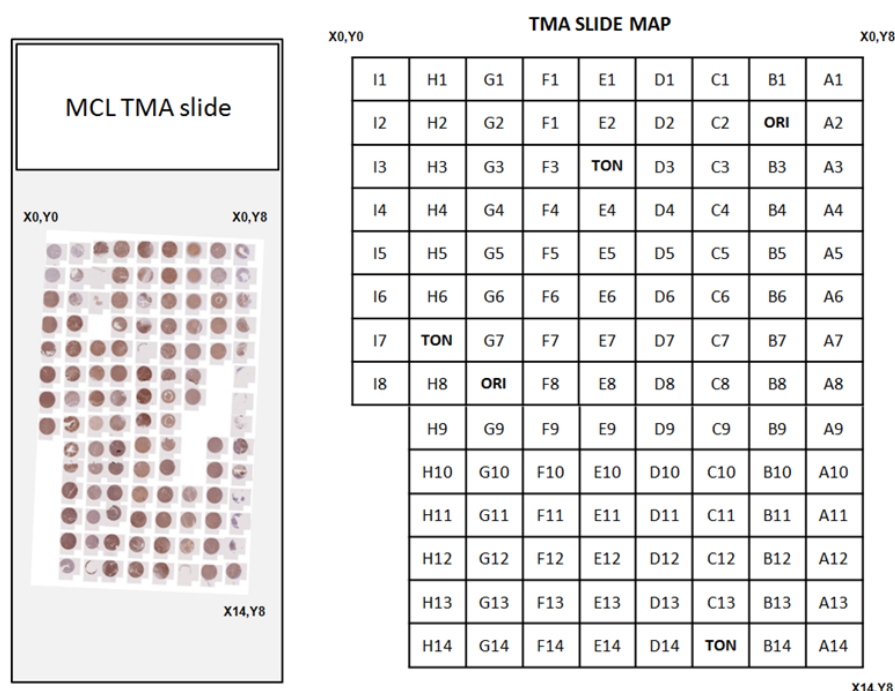 TMA SLIDE MAP
X0,Y0 X0,Y8
MCL TMA slide
X0,Y0 X0,Y8
X14,Y8
I1 H1 G1 F1 E1 D1 C1 B1 A1
I2 H2 G2 F1 E2 D2 C2 ORI A2
I3 H3 G3 F3 TON D3 C3 B3 A3
I4 H4 G4 F4 E4 D4 C4 B4 A4
I5 H5 G5 F5 E5 D5 C5 B5 A5
I6 H6 G6 F6 E6 D6 C6 B6 A6
I7 TON G7 F7 E7 D7 C7 B7 A7
I8 H8 ORI F8 E8 D8 C8 B8 A8
H9 G9 F9 E9 D9 C9 B9 A9
H10 G10 F10 E10 D10 C10 B10 A10
H11 G11 F11 E11 D11 C11 B11 A11
H12 G12 F12 E12 D12 C12 B12 A12
H13 G13 F13 E13 D13 C13 B13 A13
H14 G14 F14 E14 D14 TON B14 A14
X14,Y8